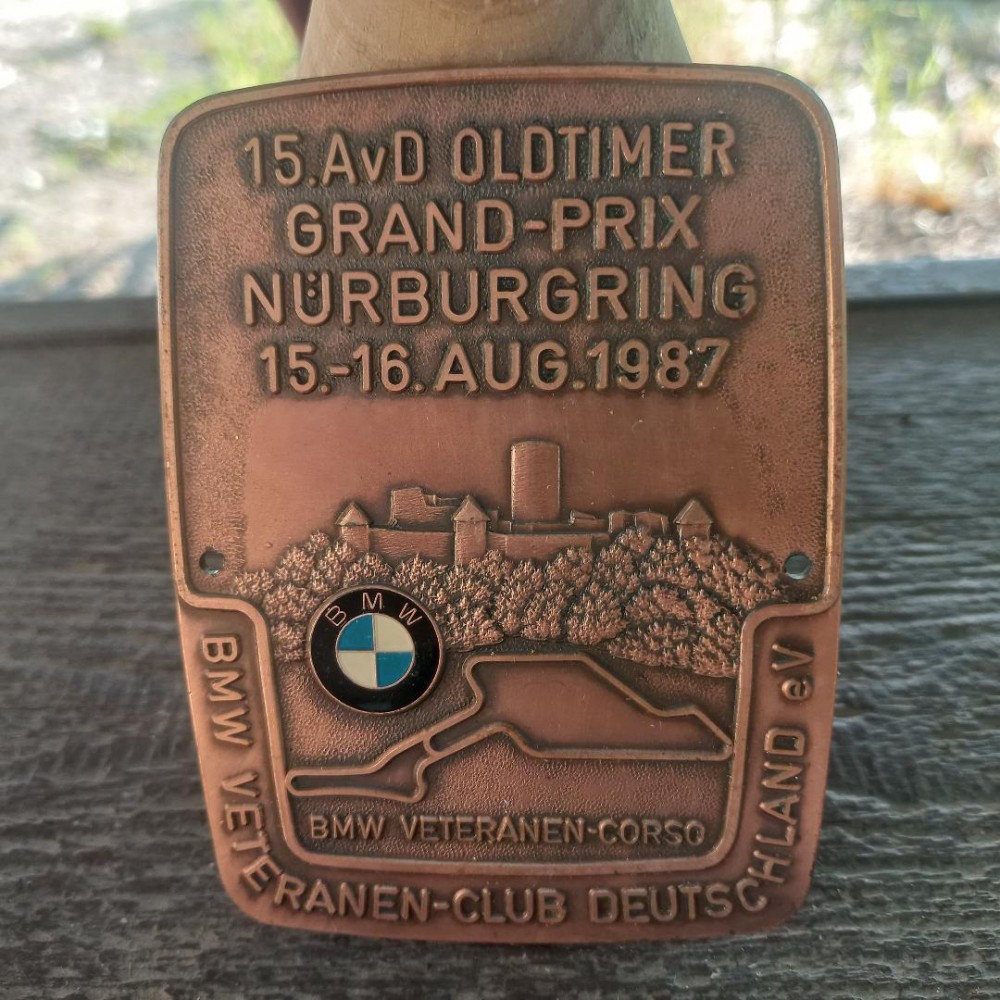 15.AvD OLDTIMER
GRAND-PRIX
NÜRBURGRING
15.-16.AUG.1987
BMW
BMW VETERANEN-CORSO
BMW VETERANEN-CLUB DEUTSCHLAND eV